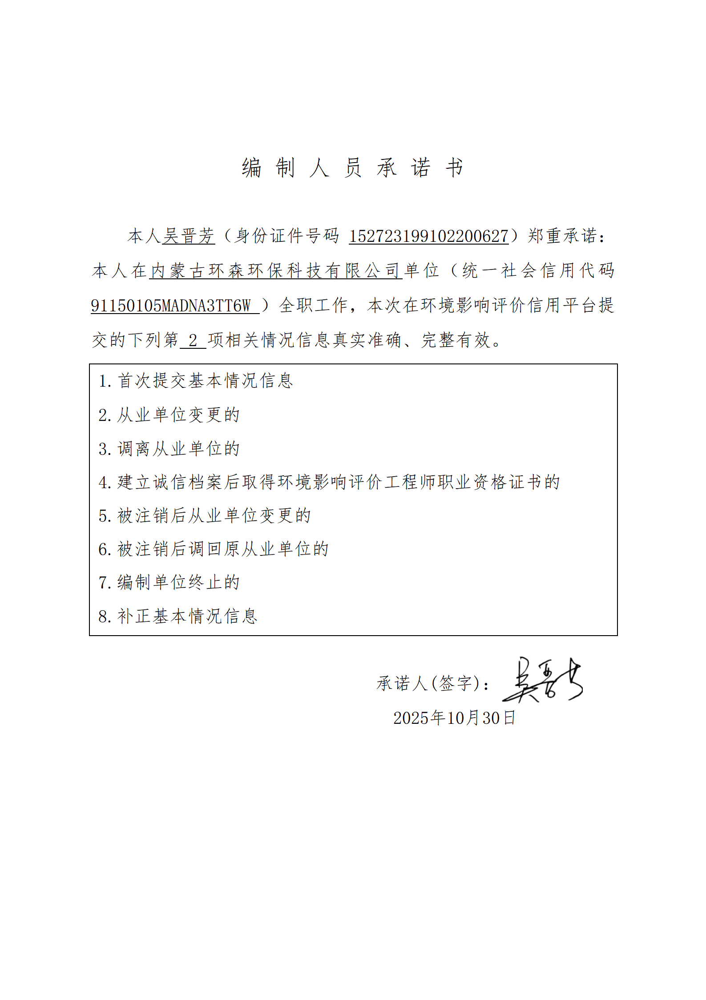 编制人员承诺书
本人吴晋芳（身份证件号码 152723199102200627）郑重承诺：
本人在内蒙古环森环保科技有限公司单位（统一社会信用代码
91150105MADNA3TT6W ）全职工作，本次在环境影响评价信用平台提
交的下列第 2 项相关情况信息真实准确、完整有效。
1.首次提交基本情况信息
2.从业单位变更的
3.调离从业单位的
4.建立诚信档案后取得环境影响评价工程师职业资格证书的
5.被注销后从业单位变更的
6.被注销后调回原从业单位的
7.编制单位终止的
8.补正基本情况信息
承诺人(签字)：吴晋芳
2025年10月30日